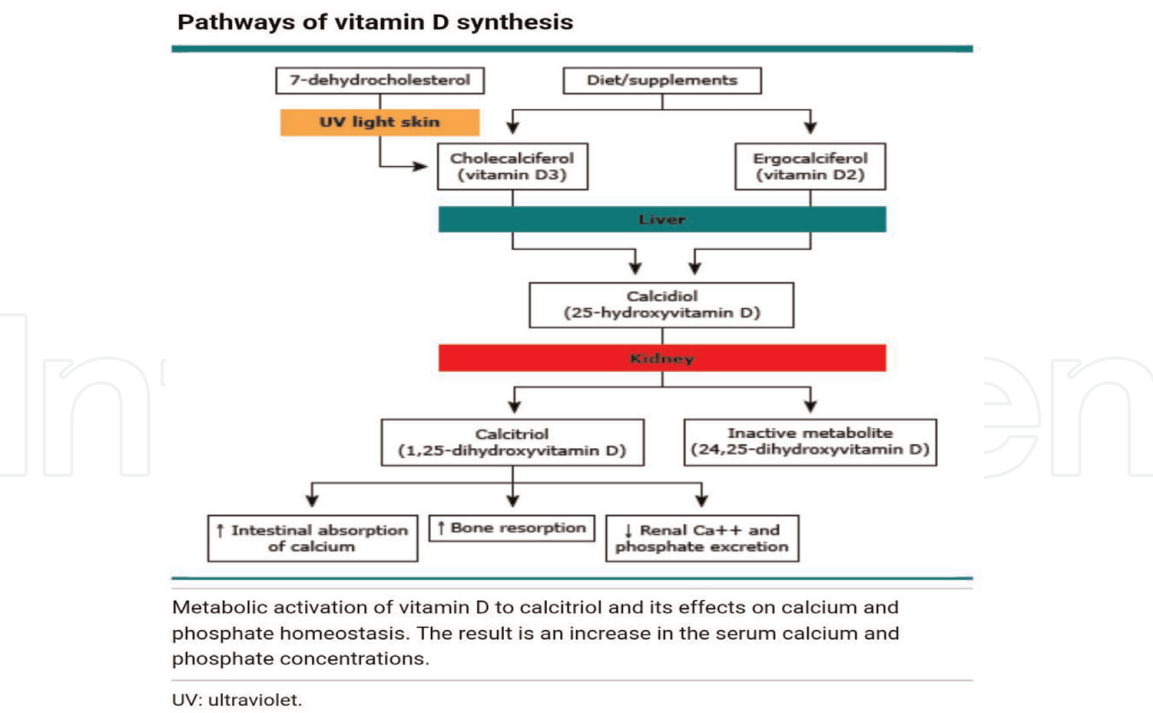 Pathways of vitamin D synthesis
7-dehydrocholesterol
Diet/supplements
UV light skin
Cholecalciferol
(vitamin D3)
Ergocalciferol
(vitamin D2)
Liver
Calcidiol
(25-hydroxyvitamin D)
Kidney
Calcitriol
(1,25-dihydroxyvitamin D)
Inactive metabolite
(24,25-dihydroxyvitamin D)
↑ Intestinal absorption
of calcium
↑ Bone resorption
↓ Renal Ca++ and
phosphate excretion
Metabolic activation of vitamin D to calcitriol and its effects on calcium and
phosphate homeostasis. The result is an increase in the serum calcium and
phosphate concentrations.
UV: ultraviolet.